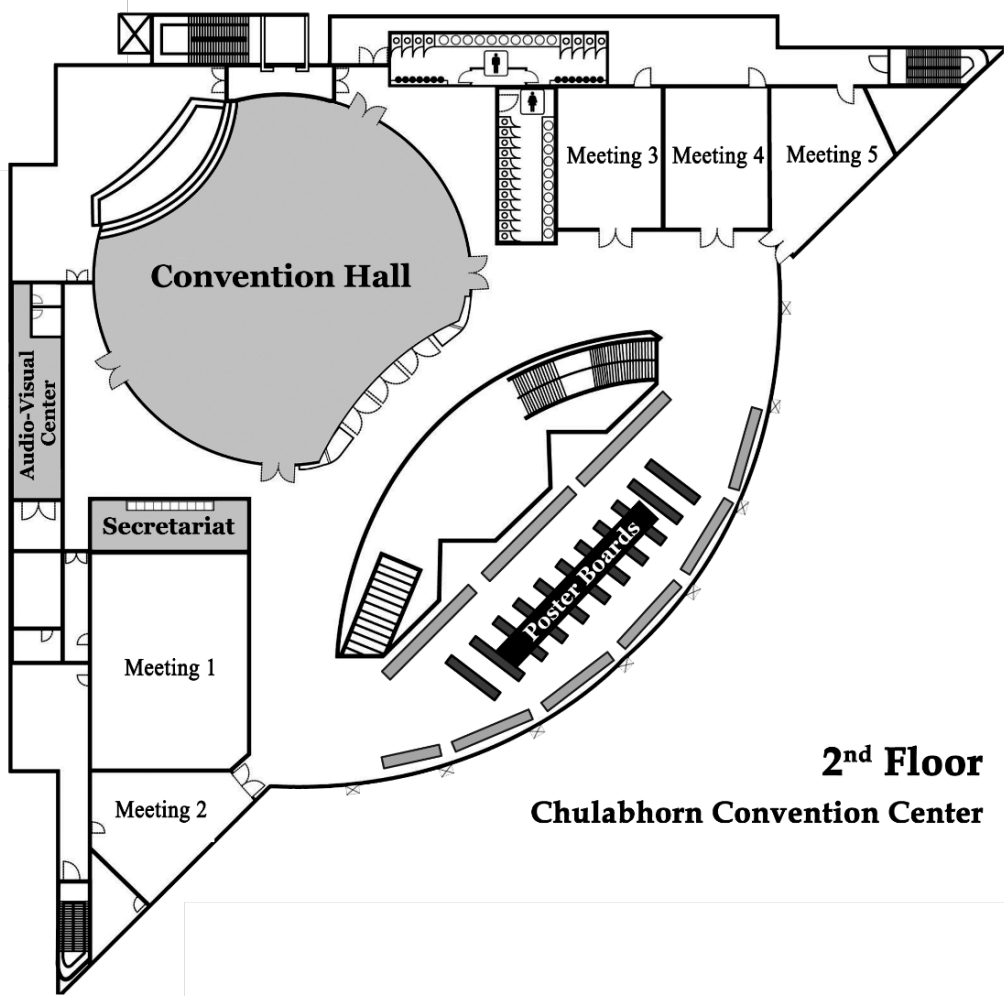 Meeting 3
Meeting 4
Meeting 5
Convention Hall
Audio-Visual
Center
Secretariat
Poster Boards
Meeting 1
Meeting 2
2nd Floor
Chulabhorn Convention Center